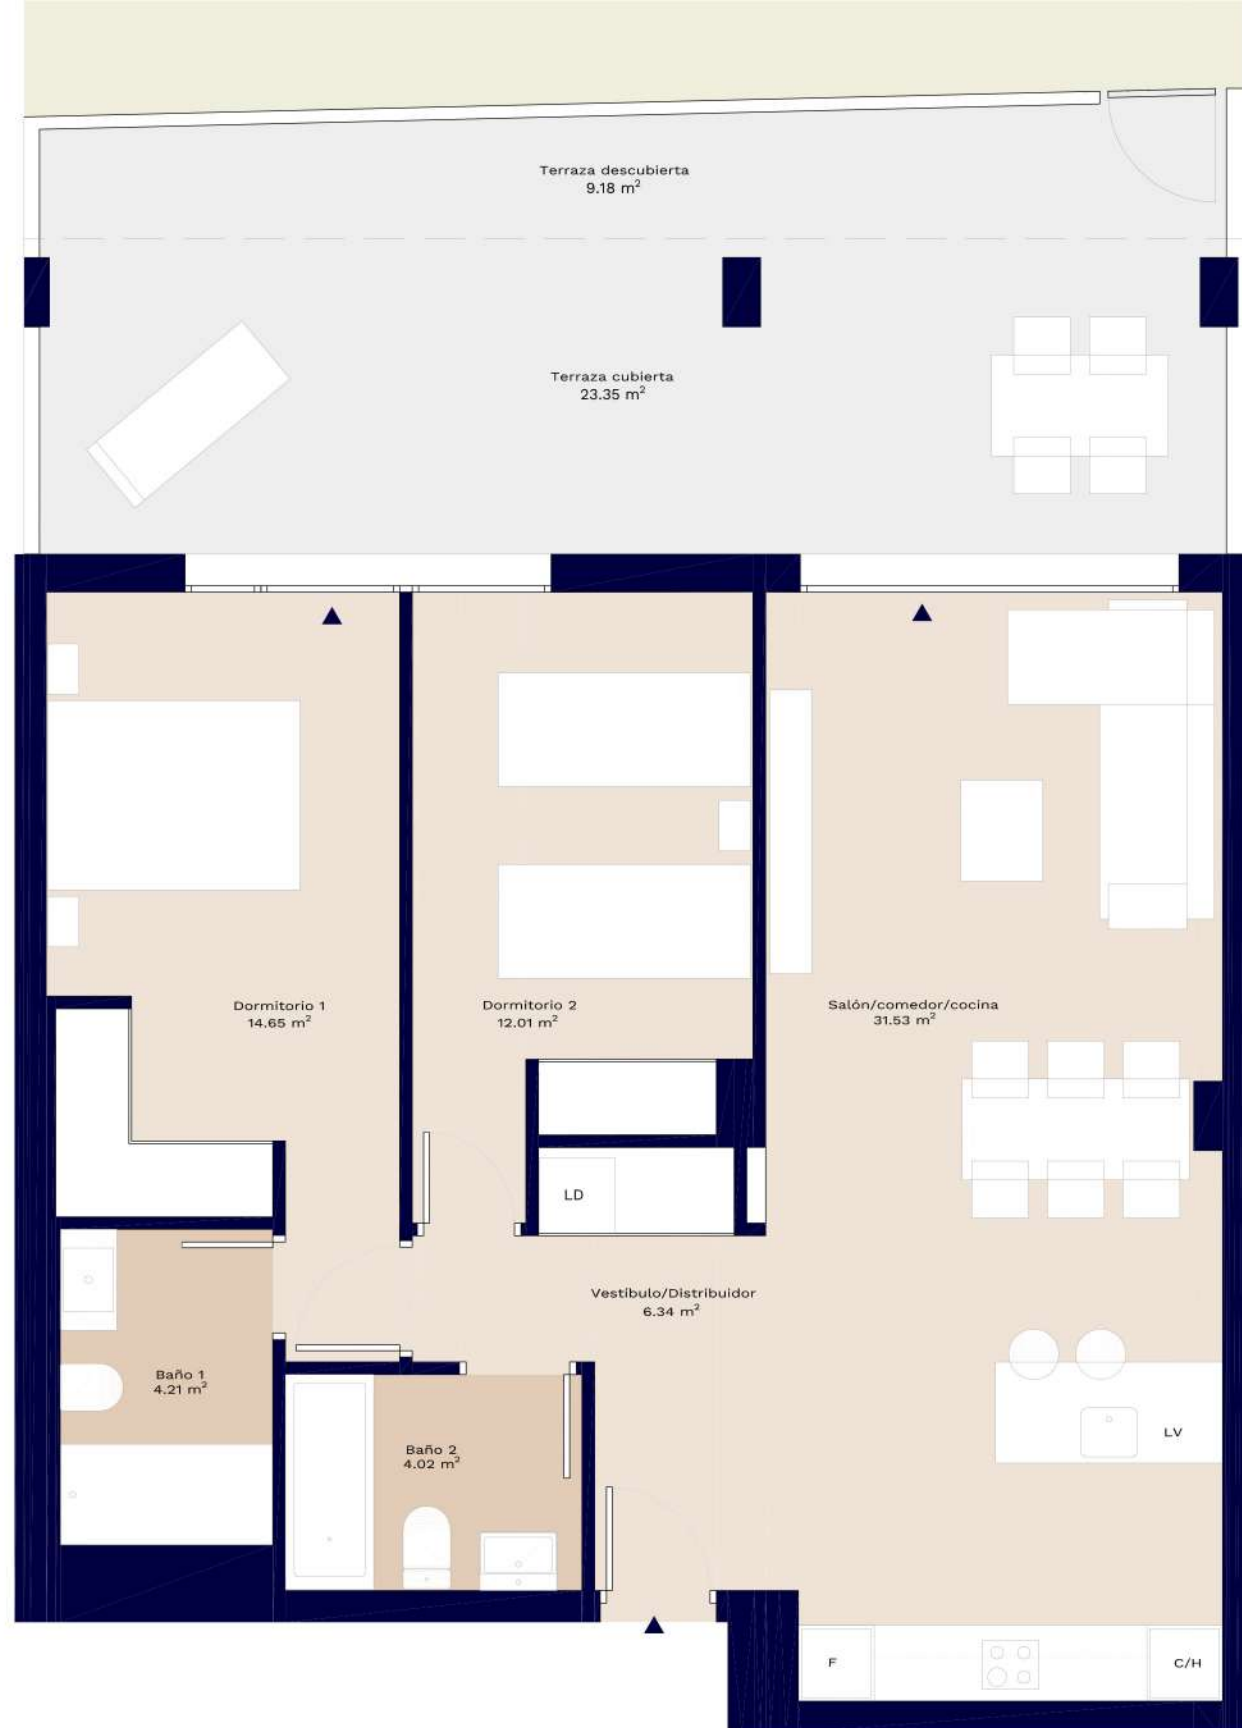 Terraza descubierta
9.18 m²
Terraza cubierta
23.35 m²
Dormitorio 1
14.65 m²
Dormitorio 2
12.01 m²
Salón/comedor/cocina
31.53 m²
LD
Vestíbulo/Distribuidor
6.34 m²
Baño 1
4.21 m²
Baño 2
4.02 m²
LV
F
C/H